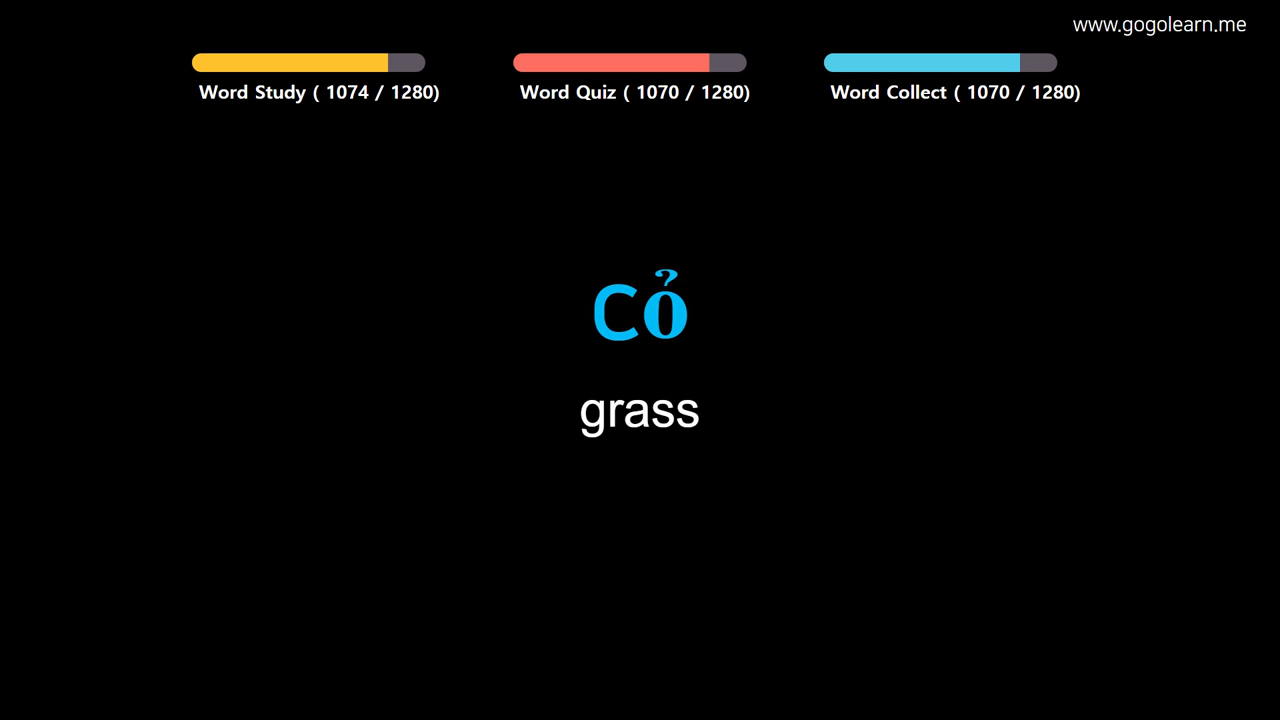 www.gogolearn.me
Word Study ( 1074 / 1280)
Word Quiz ( 1070 / 1280)
Word Collect ( 1070 / 1280)
Cỏ
grass